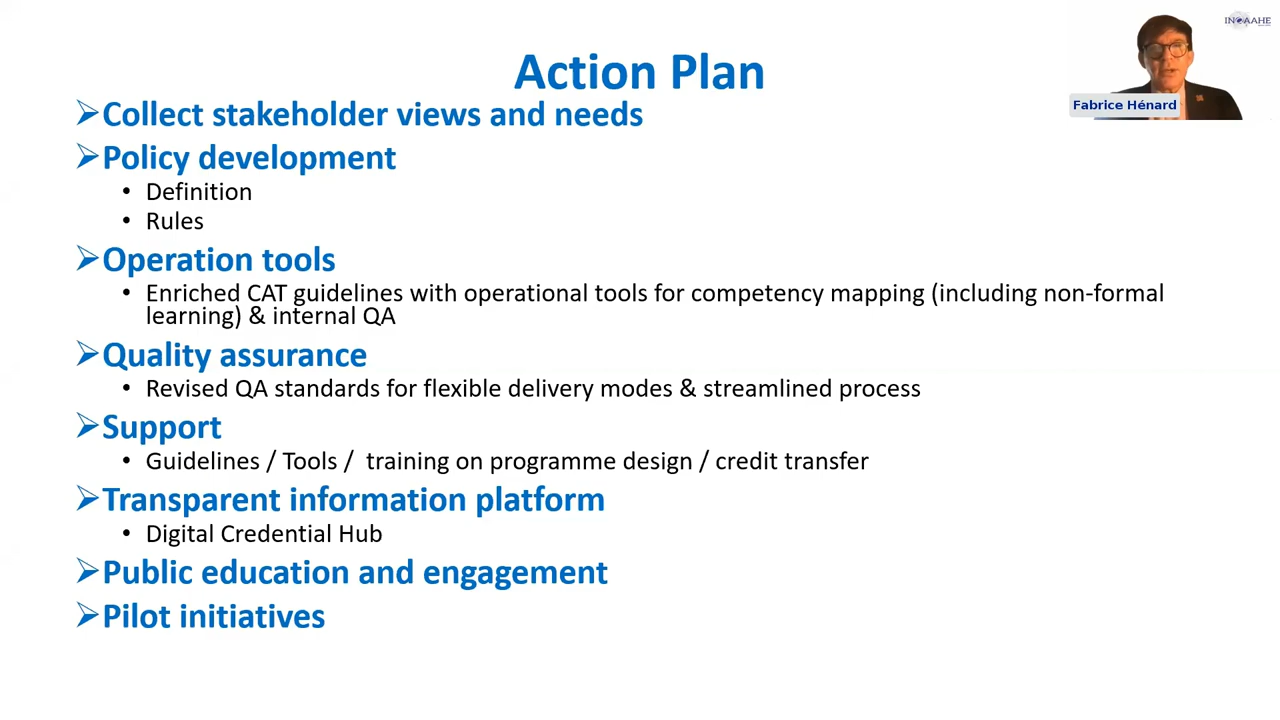 Action Plan
INQAAHE
Fabrice Hénard
➢Collect stakeholder views and needs
➢Policy development
• Definition
• Rules
➢Operation tools
• Enriched CAT guidelines with operational tools for competency mapping (including non-formal
learning) & internal QA
➢Quality assurance
• Revised QA standards for flexible delivery modes & streamlined process
➢Support
• Guidelines / Tools / training on programme design / credit transfer
➢Transparent information platform
• Digital Credential Hub
➢Public education and engagement
➢Pilot initiatives